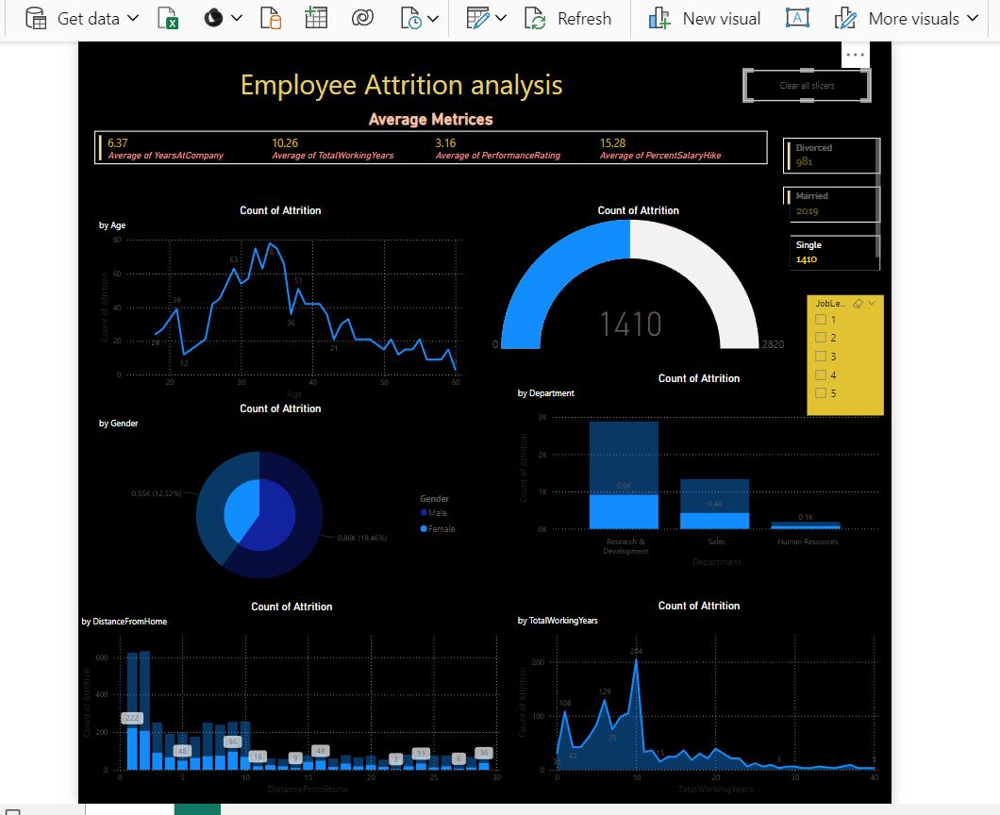 Get data
Refresh
New visual
A
More visuals
Employee Attrition analysis
Clear all slicers
Average Metrices
6.37
Average of YearsAtCompany
10.26
Average of TotalWorkingYears
3.16
Average of PerformanceRating
15.28
Average of PercentSalaryHike
Divorced
981
Married
2019
Single
1410
JobLe...
1
2
3
4
5
Count of Attrition
by Age
Count of Attrition
80
60
40
20
0
24
39
12
63
36
51
21
20
30
40
50
60
Age
Count of Attrition
1410
0
2820
Count of Attrition
by Gender
0.55K (12.52%)
0.86K (19.46%)
Gender
Male
Female
Count of Attrition
by Department
Count of Attrition
3K
2K
1K
0K
0.9K
0.4K
0.1K
Research &
Development
Sales
Human Resources
Department
Count of Attrition
by DistanceFromHome
Count of Attrition
600
400
200
0
222
48
96
18
9
48
3
33
6
36
0
5
10
15
20
25
30
DistanceFromHome
Count of Attrition
by TotalWorkingYears
Count of Attrition
200
100
0
108
42
129
75
204
15
3
0
10
20
30
40
TotalWorkingYears